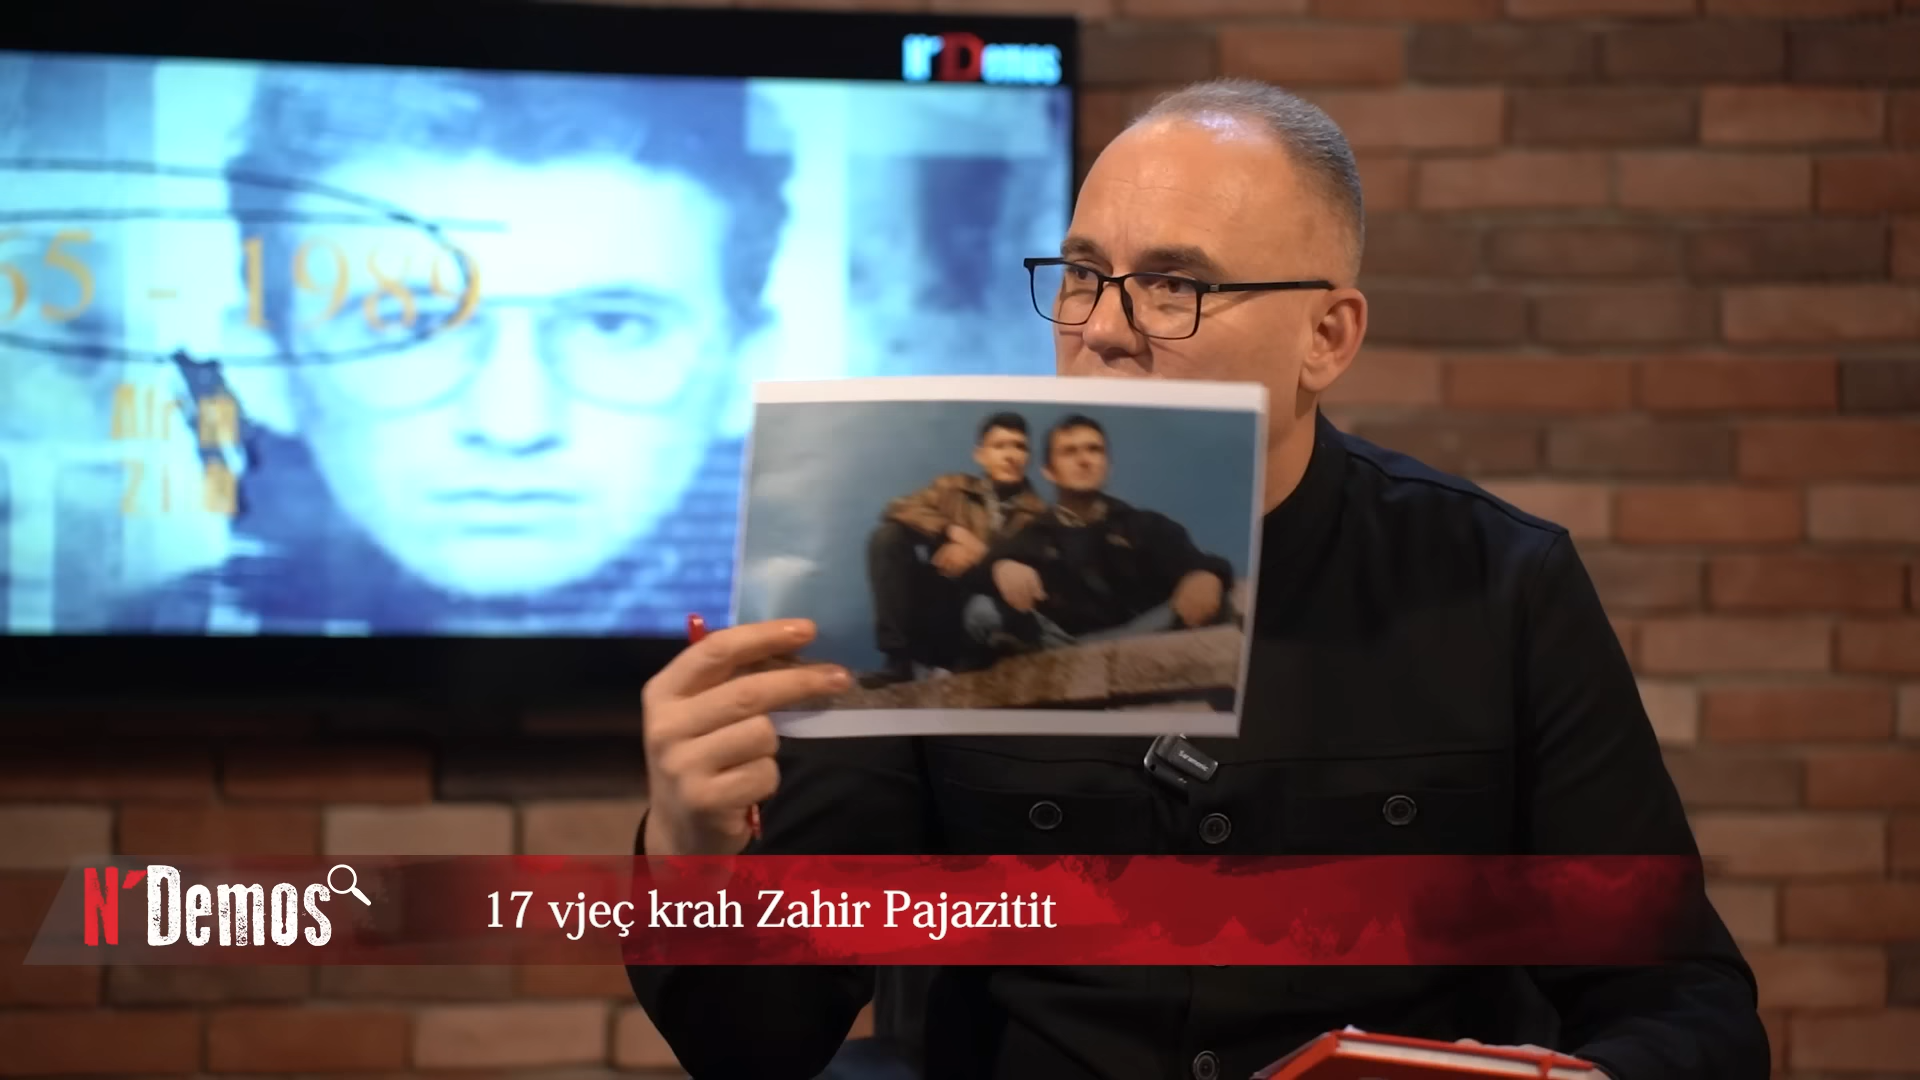 N'Demos
65 - 1989
N'Demos
17 vjeç krah Zahir Pajazitit